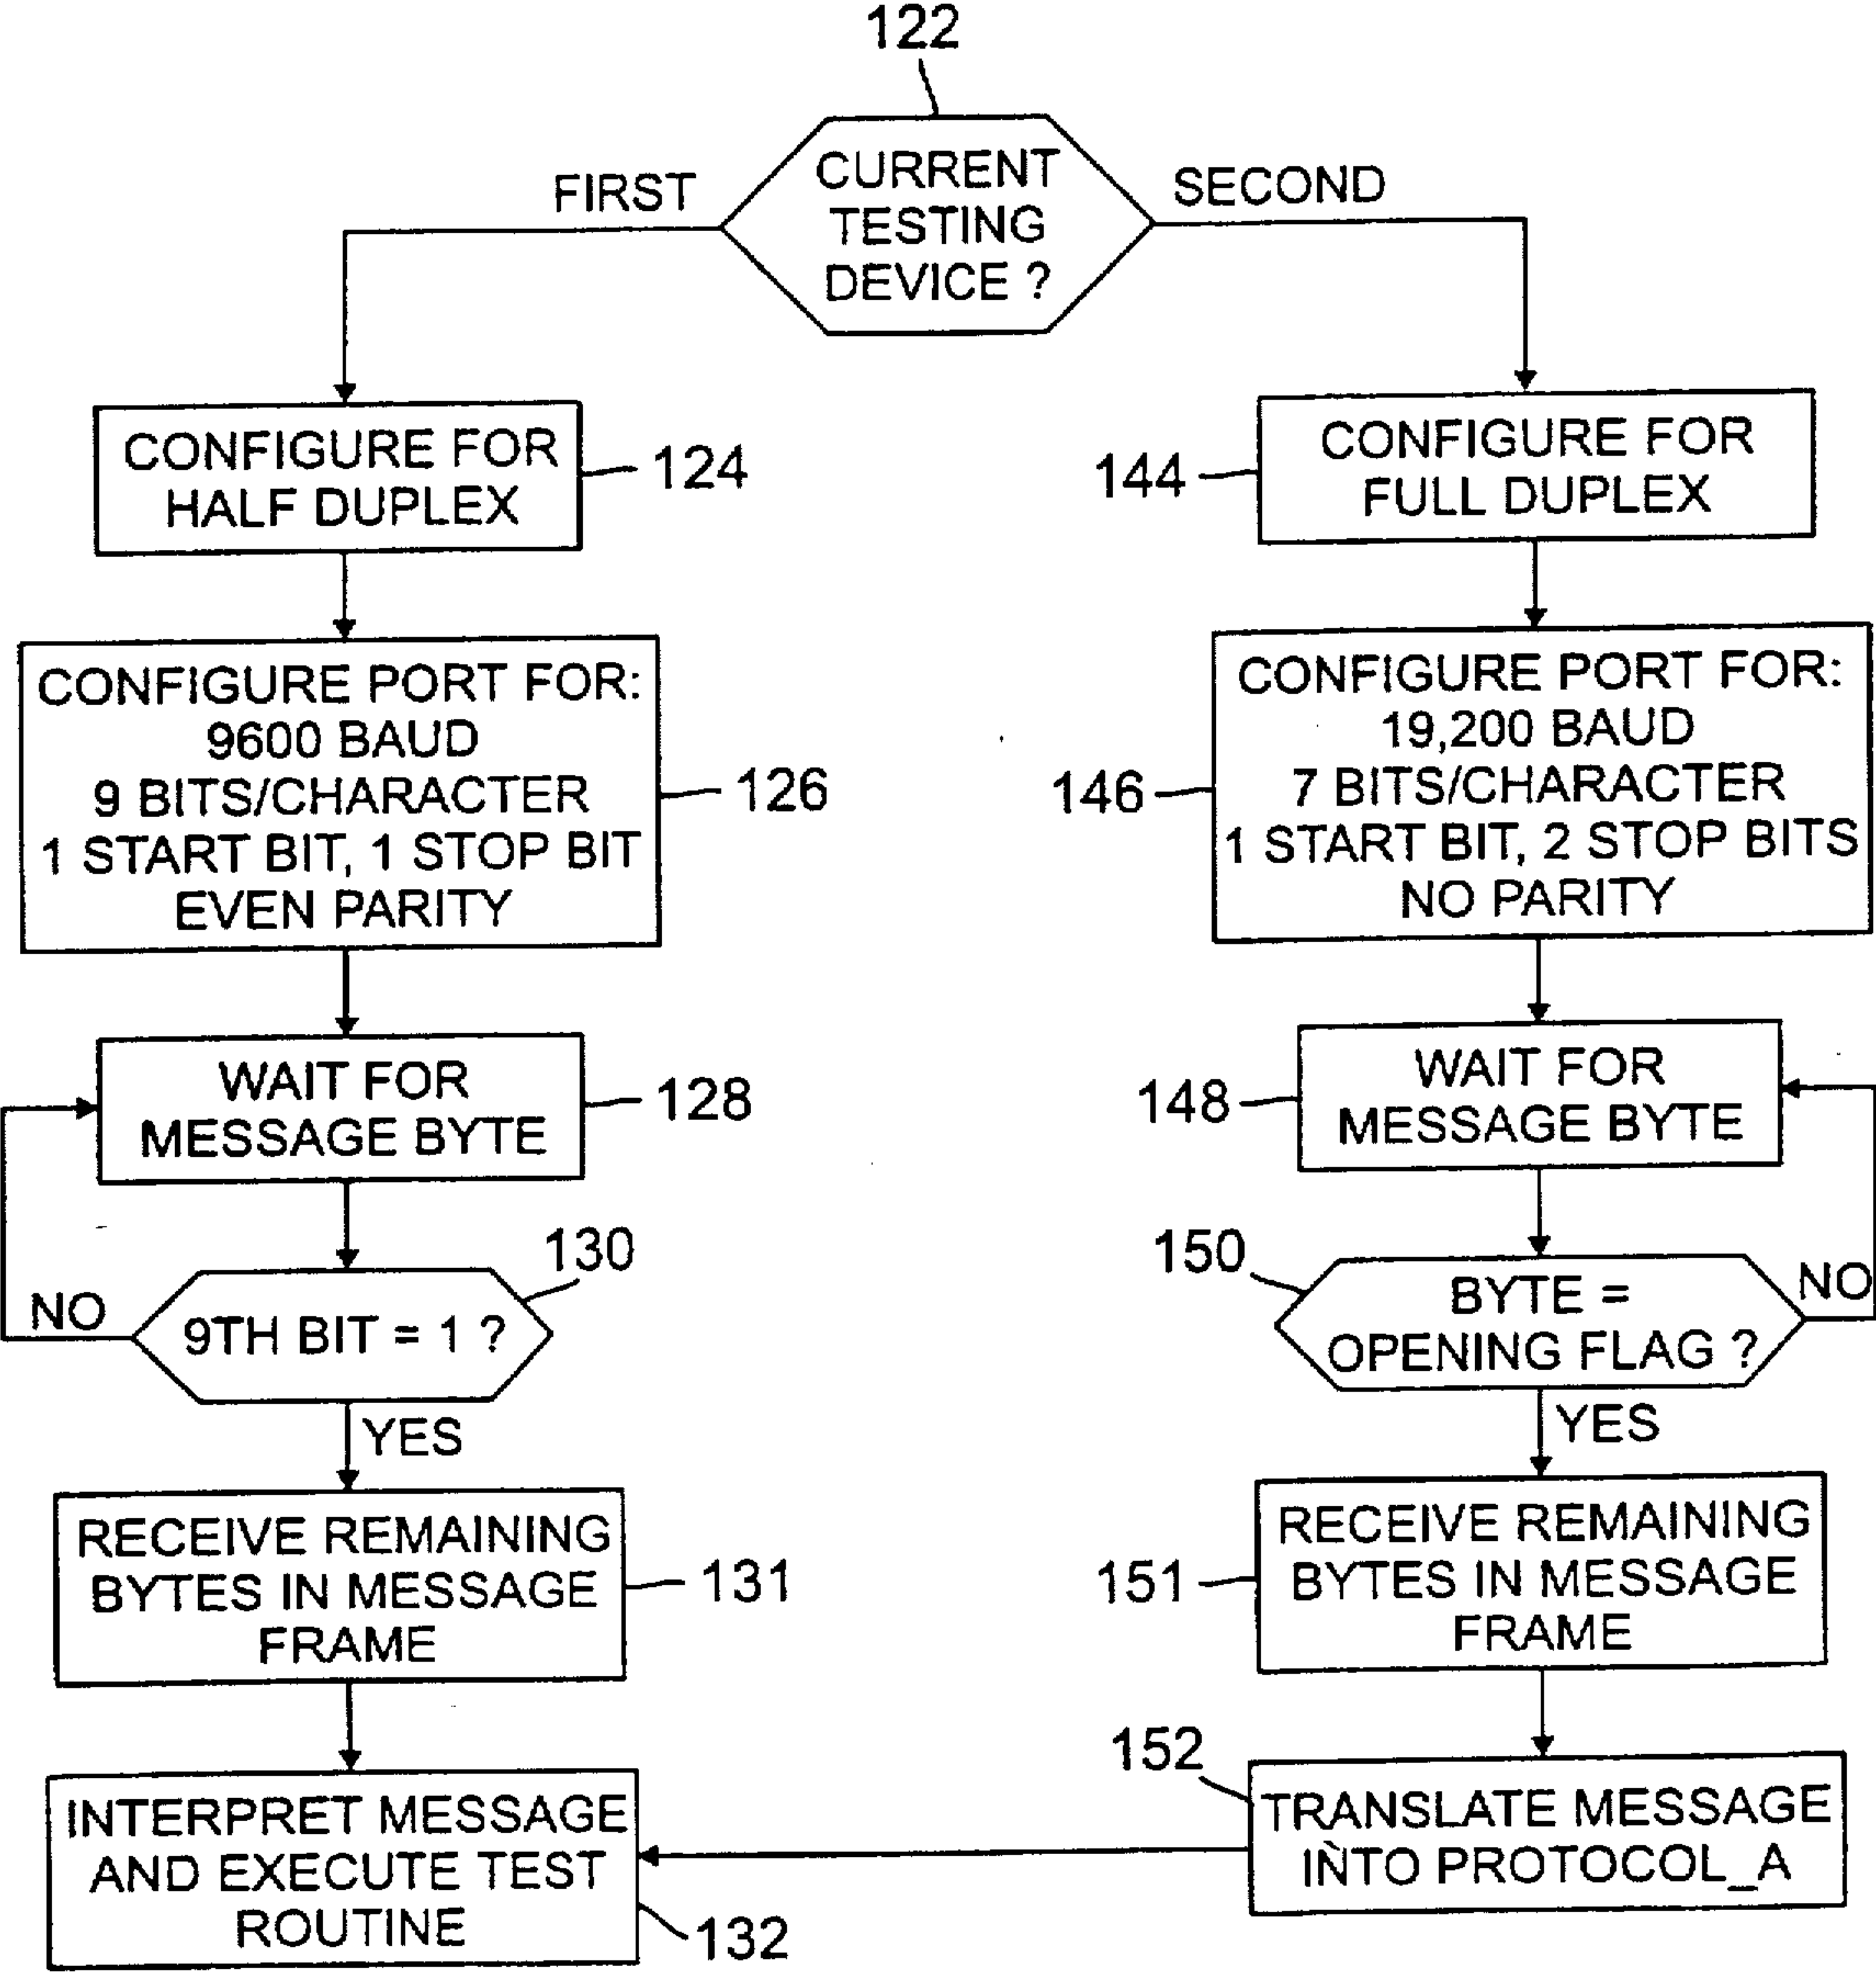 122
CURRENT
TESTING
DEVICE ?
FIRST
SECOND
CONFIGURE FOR
HALF DUPLEX
124
144
CONFIGURE FOR
FULL DUPLEX
CONFIGURE PORT FOR:
9600 BAUD
9 BITS/CHARACTER
1 START BIT, 1 STOP BIT
EVEN PARITY
126
146
CONFIGURE PORT FOR:
19,200 BAUD
7 BITS/CHARACTER
1 START BIT, 2 STOP BITS
NO PARITY
WAIT FOR
MESSAGE BYTE
128
148
WAIT FOR
MESSAGE BYTE
130
NO
9TH BIT = 1 ?
YES
150
BYTE =
OPENING FLAG ?
NO
YES
RECEIVE REMAINING
BYTES IN MESSAGE
FRAME
131
151
RECEIVE REMAINING
BYTES IN MESSAGE
FRAME
INTERPRET MESSAGE
AND EXECUTE TEST
ROUTINE
132
152
TRANSLATE MESSAGE
INTO PROTOCOL_A